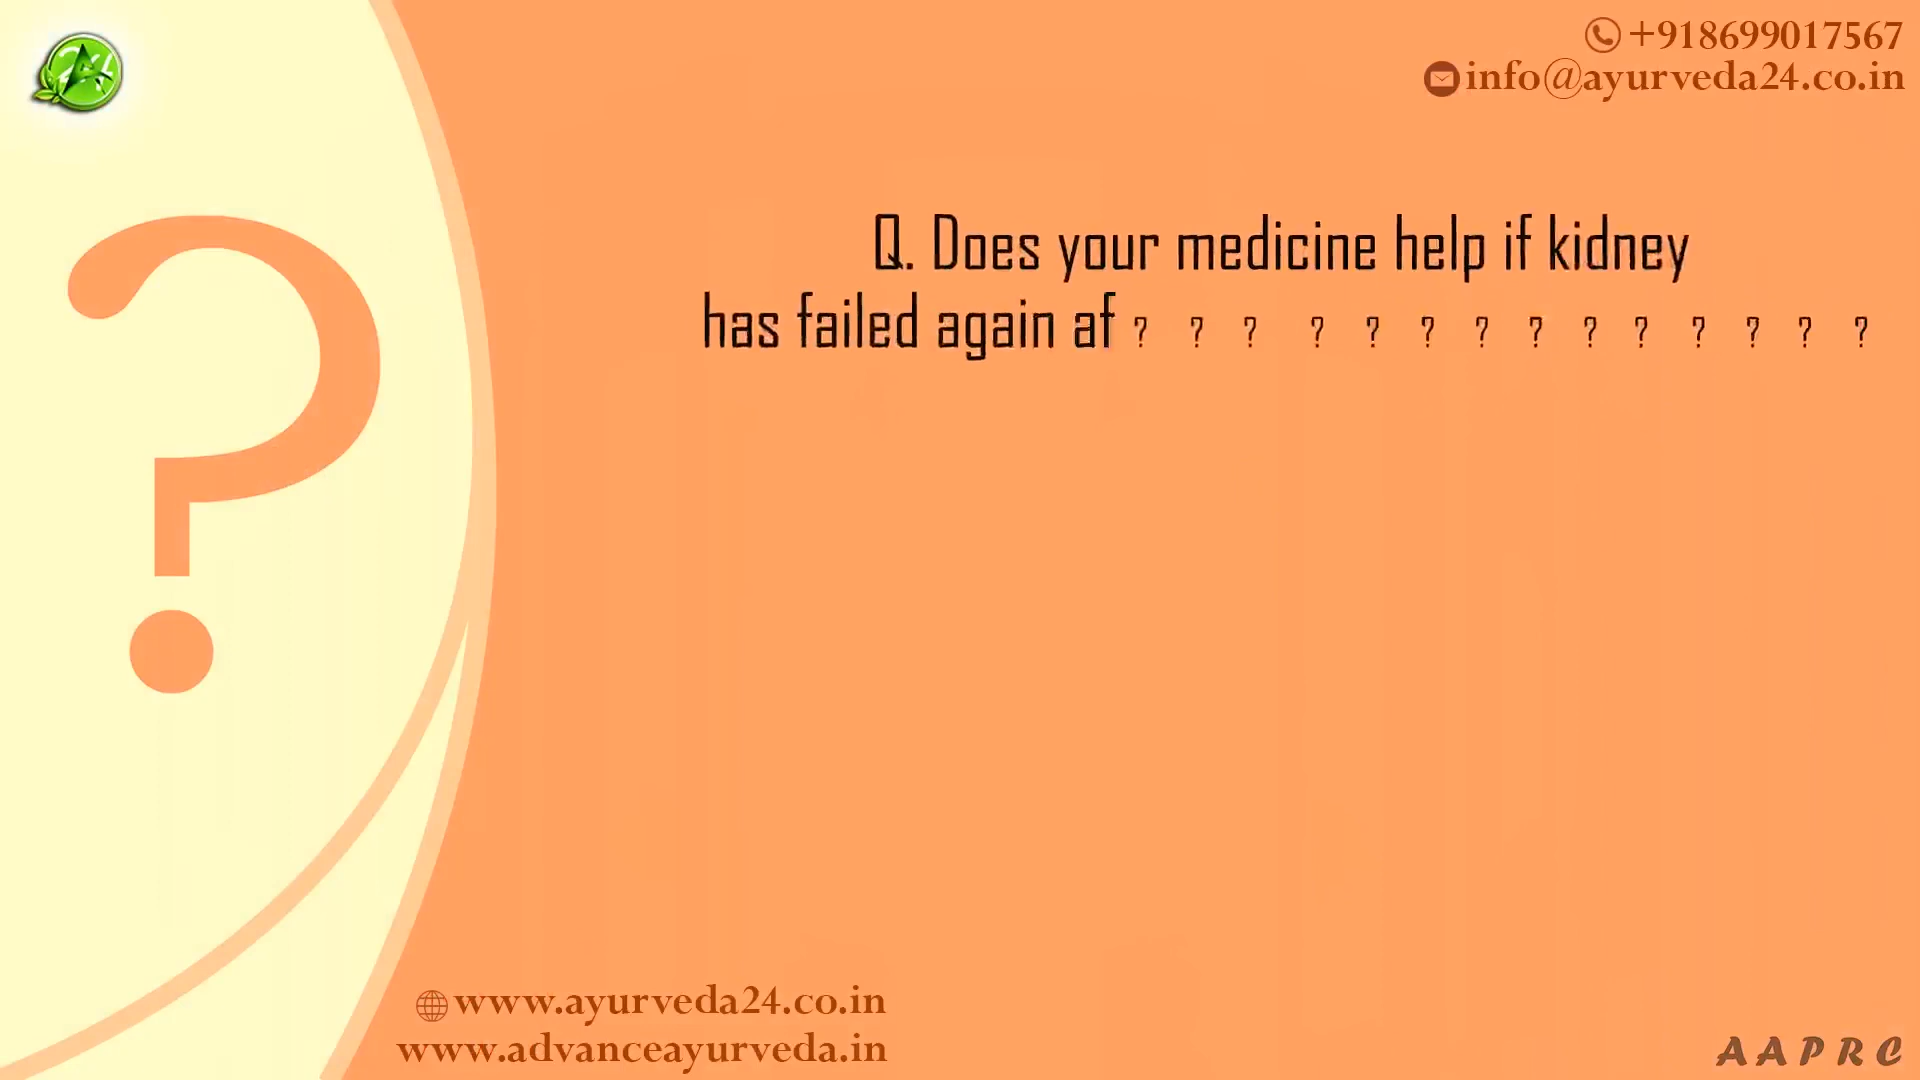 +918699017567
info@ayurveda24.co.in
Q. Does your medicine help if kidney
has failed again af ? ? ? ? ? ? ? ? ? ? ? ? ? ?
?
www.ayurveda24.co.in
www.advanceayurveda.in
AAPRC